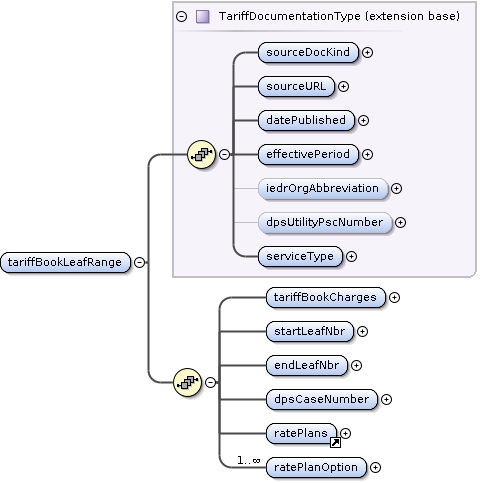 TariffDocumentationType (extension base)
sourceDocKind
sourceURL
datePublished
effectivePeriod
iedrOrgAbbreviation
dpsUtilityPscNumber
serviceType
tariffBookLeafRange
tariffBookCharges
startLeafNbr
endLeafNbr
dpsCaseNumber
ratePlans
1..∞
ratePlanOption